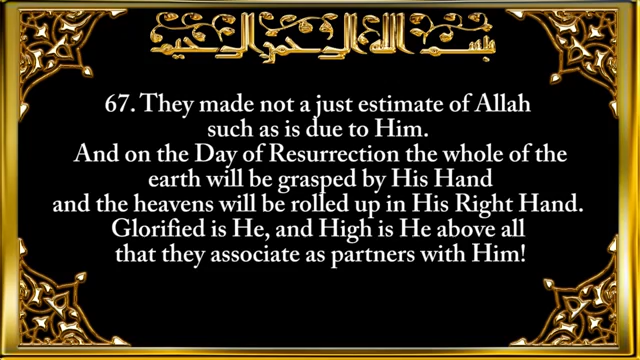 بسم الله الرحمن الرحيم
67. They made not a just estimate of Allah
such as is due to Him.
And on the Day of Resurrection the whole of the
earth will be grasped by His Hand
and the heavens will be rolled up in His Right Hand.
Glorified is He, and High is He above all
that they associate as partners with Him!